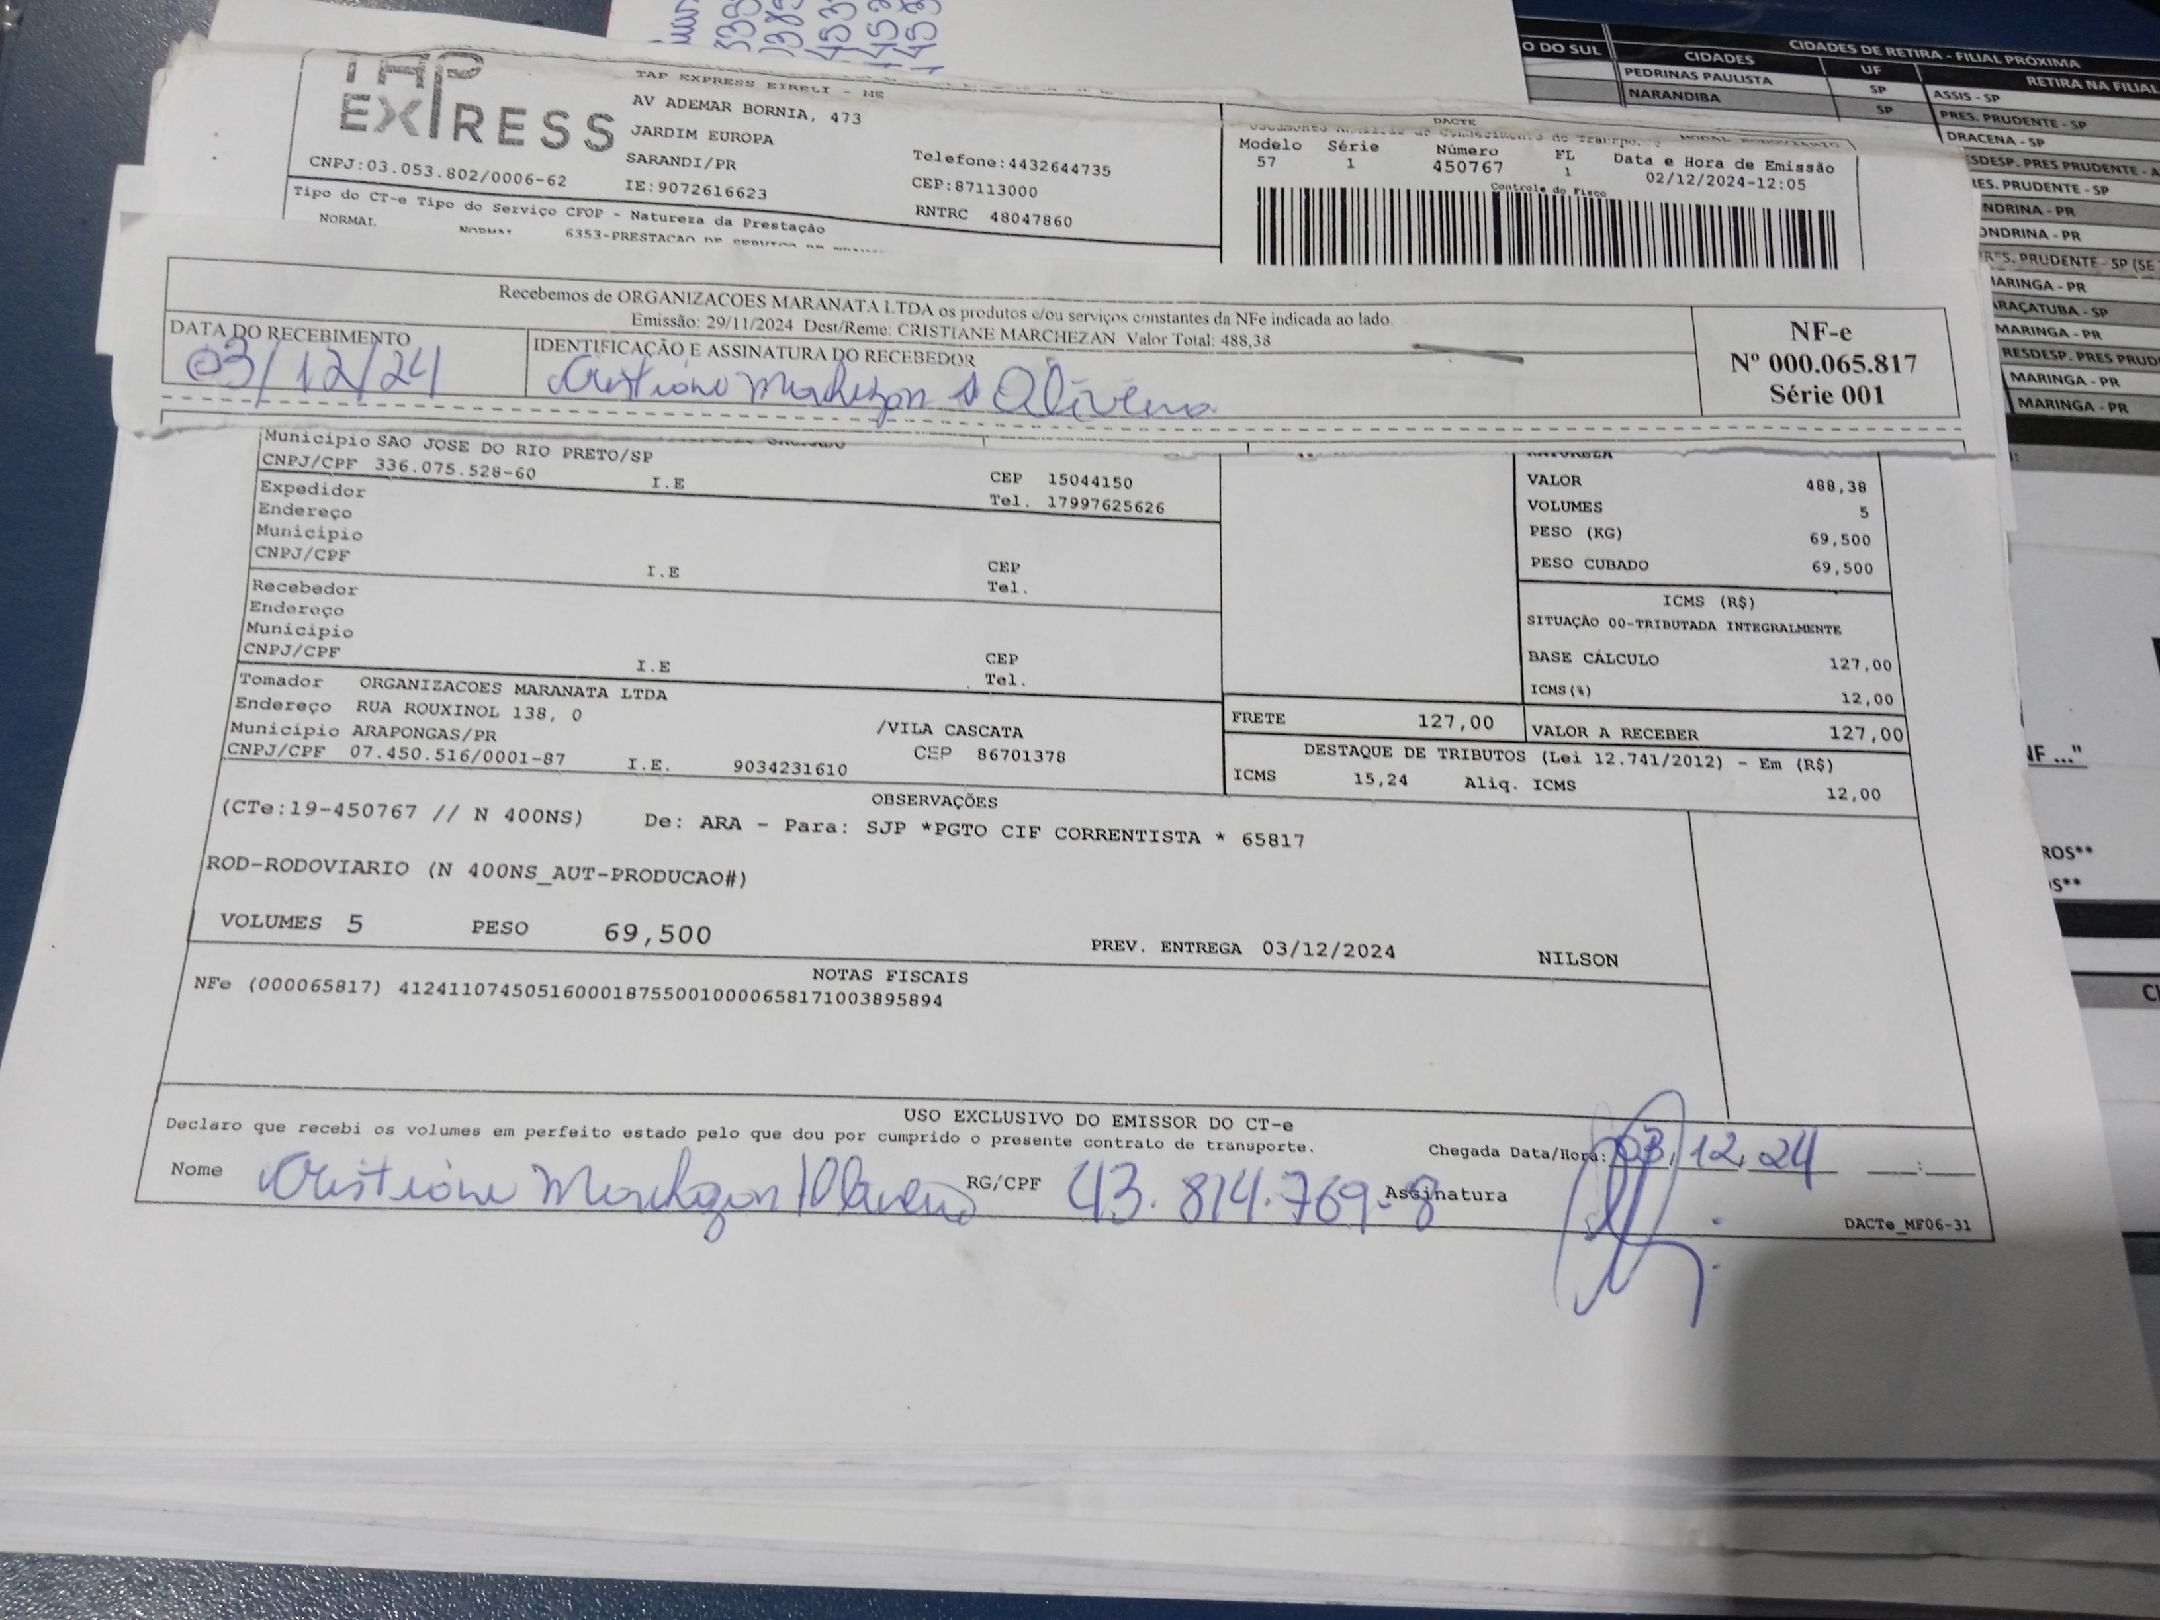 TAP
EXPRESS
TAP EXPRESS EIRELI - ME
AV ADEMAR BORNIA, 473
JARDIM EUROPA
SARANDI/PR
IE:9072616623
CNPJ:03.053.802/0006-62
Telefone:4432644735
CEP:87113000
RNTRC 48047860
Tipo do CT-e Tipo do Serviço CFOP - Natureza da Prestação
NORMAL NORMAL 6353-PRESTACAO DE
DACTE
Modelo Série Número FL Data e Hora de Emissão
57 1 450767 1 02/12/2024-12:05
Controle do Fisco
Recebemos de ORGANIZACOES MARANATA LTDA os produtos e/ou serviços constantes da NFe indicada ao lado.
Emissão: 29/11/2024 Dest/Reme: CRISTIANE MARCHEZAN Valor Total: 488,38
DATA DO RECEBIMENTO
03/12/24
IDENTIFICAÇÃO E ASSINATURA DO RECEBEDOR
NF-e
Nº 000.065.817
Série 001
Município SAO JOSE DO RIO PRETO/SP
CNPJ/CPF 336.075.528-60 I.E
CEP 15044150
Tel. 17997625626
Expedidor
Endereço
Município
CNPJ/CPF I.E CEP
Tel.
Recebedor
Endereço
Município
CNPJ/CPF I.E CEP
Tel.
Tomador ORGANIZACOES MARANATA LTDA
Endereço RUA ROUXINOL 138, 0 /VILA CASCATA
Município ARAPONGAS/PR CEP 86701378
CNPJ/CPF 07.450.516/0001-87 I.E. 9034231610
VALOR 488,38
VOLUMES 5
PESO (KG) 69,500
PESO CUBADO 69,500
ICMS (R$)
SITUAÇÃO 00-TRIBUTADA INTEGRALMENTE
BASE CÁLCULO 127,00
ICMS(%) 12,00
FRETE 127,00 VALOR A RECEBER 127,00
DESTAQUE DE TRIBUTOS (Lei 12.741/2012) - Em (R$)
ICMS 15,24 Aliq. ICMS 12,00
OBSERVAÇÕES
(CTe:19-450767 // N 400NS) De: ARA - Para: SJP *PGTO CIF CORRENTISTA * 65817
ROD-RODOVIARIO (N 400NS_AUT-PRODUCAO#)
VOLUMES 5 PESO 69,500 PREV. ENTREGA 03/12/2024 NILSON
NOTAS FISCAIS
NFe (000065817) 41241107450516000187550010000658171003895894
USO EXCLUSIVO DO EMISSOR DO CT-e
Declaro que recebi os volumes em perfeito estado pelo que dou por cumprido o presente contrato de transporte.
Chegada Data/Hora: 03,12,24 __:__
Nome RG/CPF 43.814.769-8 Assinatura
DACTe_MF06-31
O DO SUL
CIDADES DE RETIRA - FILIAL PRÓXIMA
CIDADES UF RETIRA NA FILIAL
PEDRINAS PAULISTA SP ASSIS - SP
NARANDIBA SP PRES. PRUDENTE - SP
DRACENA - SP
PRUDENTE - SP
NDRINA - PR
ONDRINA - PR
PRUDENTE - SP (SE
MARINGA - PR
ARAÇATUBA - SP
MARINGA - PR
RESDESP. PRES PRUD
MARINGA - PR
MARINGA - PR
NF ..."
ROS**
S**